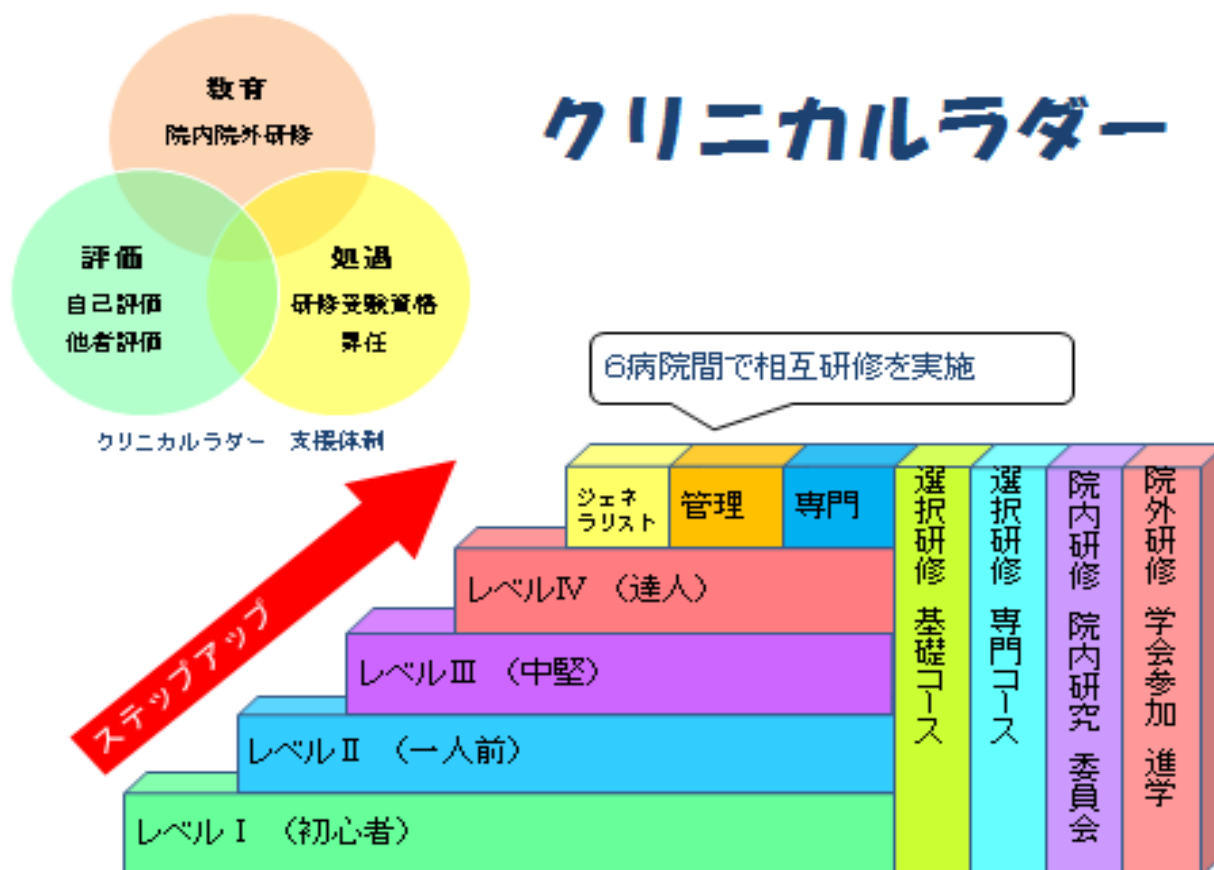 クリニカルラダー
教育
院内院外研修
評価
自己評価
他者評価
処遇
研修受験資格
昇任
クリニカルラダー 支援体制
6病院間で相互研修を実施
ステップアップ
ジェネ
ラリスト
管理
専門
レベルⅣ (達人)
レベルⅢ (中堅)
レベルⅡ (一人前)
レベルⅠ (初心者)
選択研修 基礎コース
選択研修 専門コース
院内研修 院内研究 委員会
院外研修 学会参加 進学